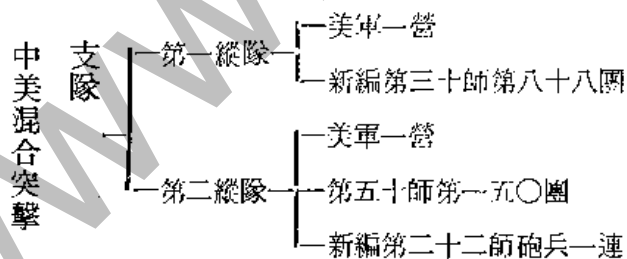 中美混合突擊
支隊
第一縱隊
美軍一營
新編第三十師第八十八團
第二縱隊
美軍一營
第五十師第一五〇團
新編第二十二師砲兵一連